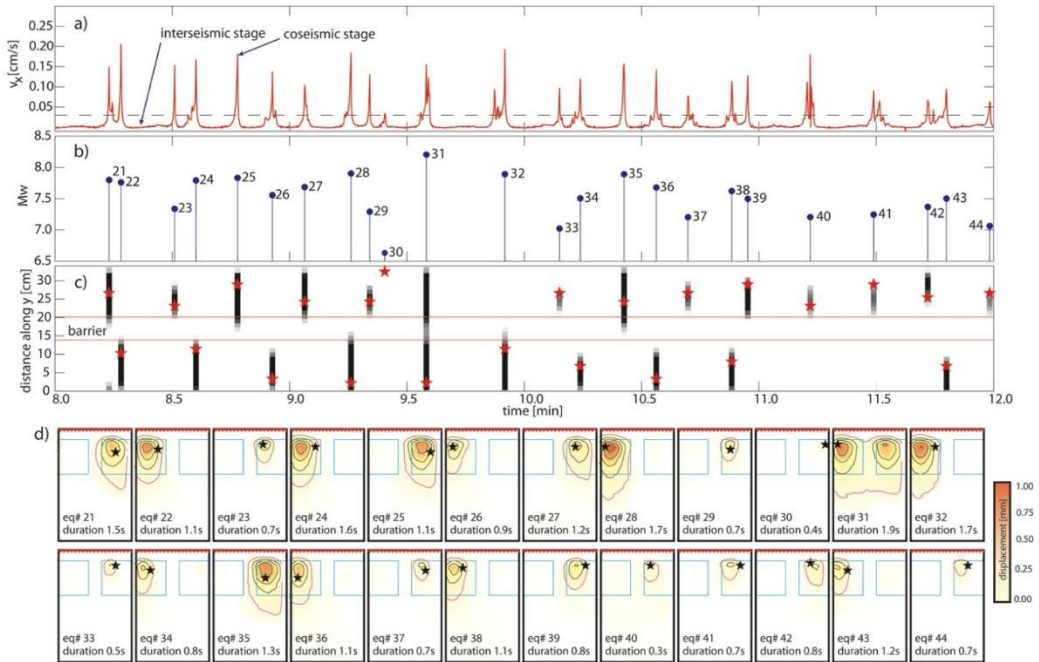 a)
interseismic stage
coseismic stage
vx[cm/s]
0.25
0.20
0.15
0.10
0.05
b)
Mw
8.5
8.0
7.5
7.0
6.5
21
22
23
24
25
26
27
28
29
30
31
32
33
34
35
36
37
38
39
40
41
42
43
44
c)
distance along y [cm]
30
25
20
15
10
5
0
barrier
8.0 8.5 9.0 9.5 10.0 10.5 11.0 11.5 12.0
time [min]
d)
eq# 21
duration 1.5s
eq# 22
duration 1.1s
eq# 23
duration 0.7s
eq# 24
duration 1.6s
eq# 25
duration 1.1s
eq# 26
duration 0.9s
eq# 27
duration 1.2s
eq# 28
duration 1.7s
eq# 29
duration 0.7s
eq# 30
duration 0.4s
eq# 31
duration 1.9s
eq# 32
duration 1.7s
eq# 33
duration 0.5s
eq# 34
duration 0.8s
eq# 35
duration 1.3s
eq# 36
duration 1.1s
eq# 37
duration 0.7s
eq# 38
duration 1.1s
eq# 39
duration 0.8s
eq# 40
duration 0.3s
eq# 41
duration 0.7s
eq# 42
duration 0.8s
eq# 43
duration 1.2s
eq# 44
duration 0.7s
displacement [mm]
1.00
0.75
0.50
0.25
0.00